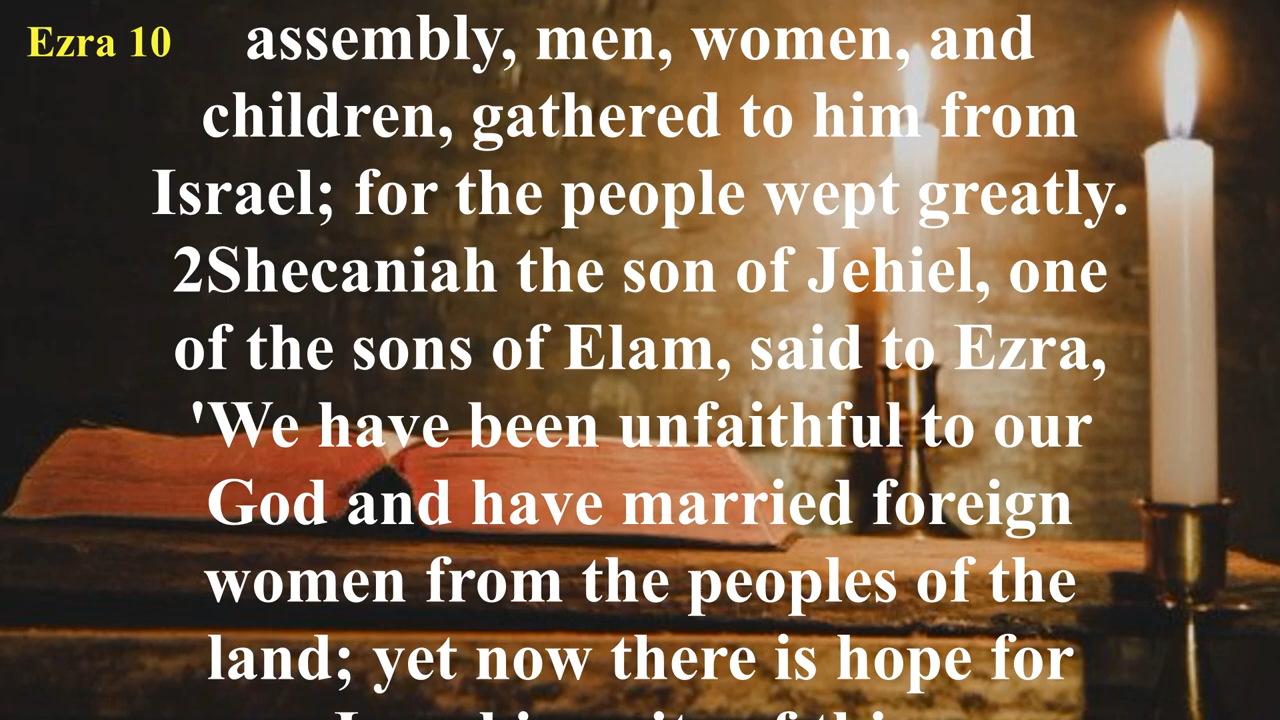 Ezra 10
assembly, men, women, and
children, gathered to him from
Israel; for the people wept greatly.
2Shecaniah the son of Jehiel, one
of the sons of Elam, said to Ezra,
'We have been unfaithful to our
God and have married foreign
women from the peoples of the
land; yet now there is hope for